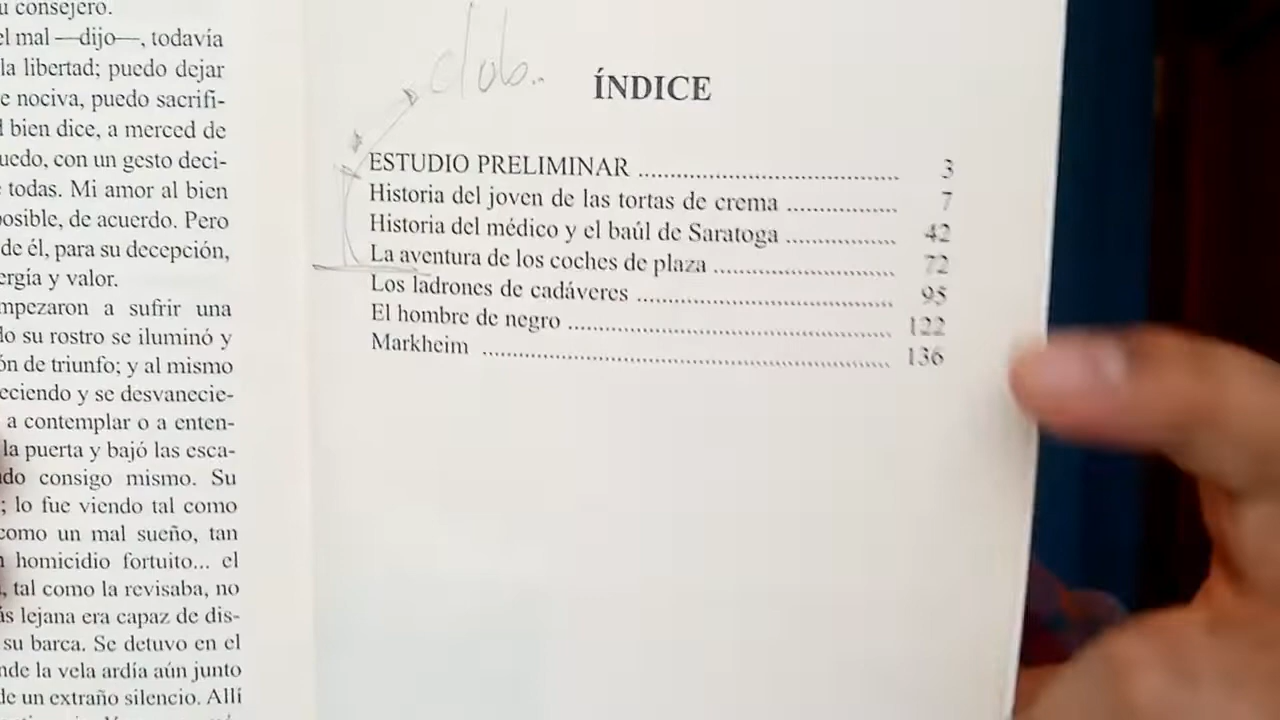 consejero.
el mal —dijo—, todavía
la libertad; puedo dejar
e nociva, puedo sacrifi-
bien dice, a merced de
uedo, con un gesto deci-
todas. Mi amor al bien
posible, de acuerdo. Pero
de él, para su decepción,
ergía y valor.
mpezaron a sufrir una
do su rostro se iluminó y
ón de triunfo; y al mismo
eciendo y se desvanecie-
a contemplar o a enten-
la puerta y bajó las esca-
ndo consigo mismo. Su
; lo fue viendo tal como
como un mal sueño, tan
homicidio fortuito... el
, tal como la revisaba, no
ás lejana era capaz de dis-
su barca. Se detuvo en el
nde la vela ardía aún junto
de un extraño silencio. Allí
club..
ÍNDICE
ESTUDIO PRELIMINAR ........ 3
Historia del joven de las tortas de crema ........ 7
Historia del médico y el baúl de Saratoga ........ 42
La aventura de los coches de plaza ........ 72
Los ladrones de cadáveres ........ 95
El hombre de negro ........ 122
Markheim ........ 136